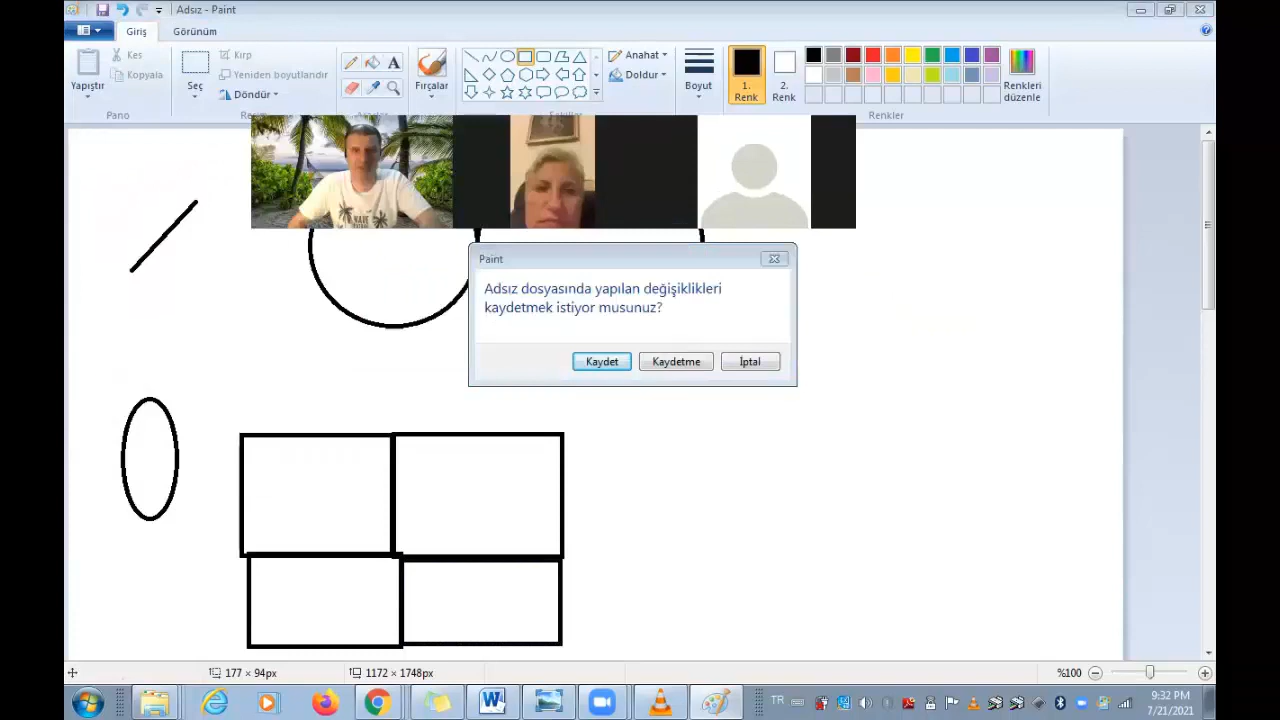 Adsız - Paint
Giriş
Görünüm
Yapıştır
Kes
Kopyala
Pano
Seç
Kırp
Yeniden boyutlandır
Döndür
Fırçalar
Anahat
Doldur
Boyut
1.
Renk
2.
Renk
Renkleri
düzenle
Renkler
Paint
Adsız dosyasında yapılan değişiklikleri
kaydetmek istiyor musunuz?
Kaydet
Kaydetme
İptal
177 × 94px
1172 × 1748px
%100
TR
9:32 PM
7/21/2021